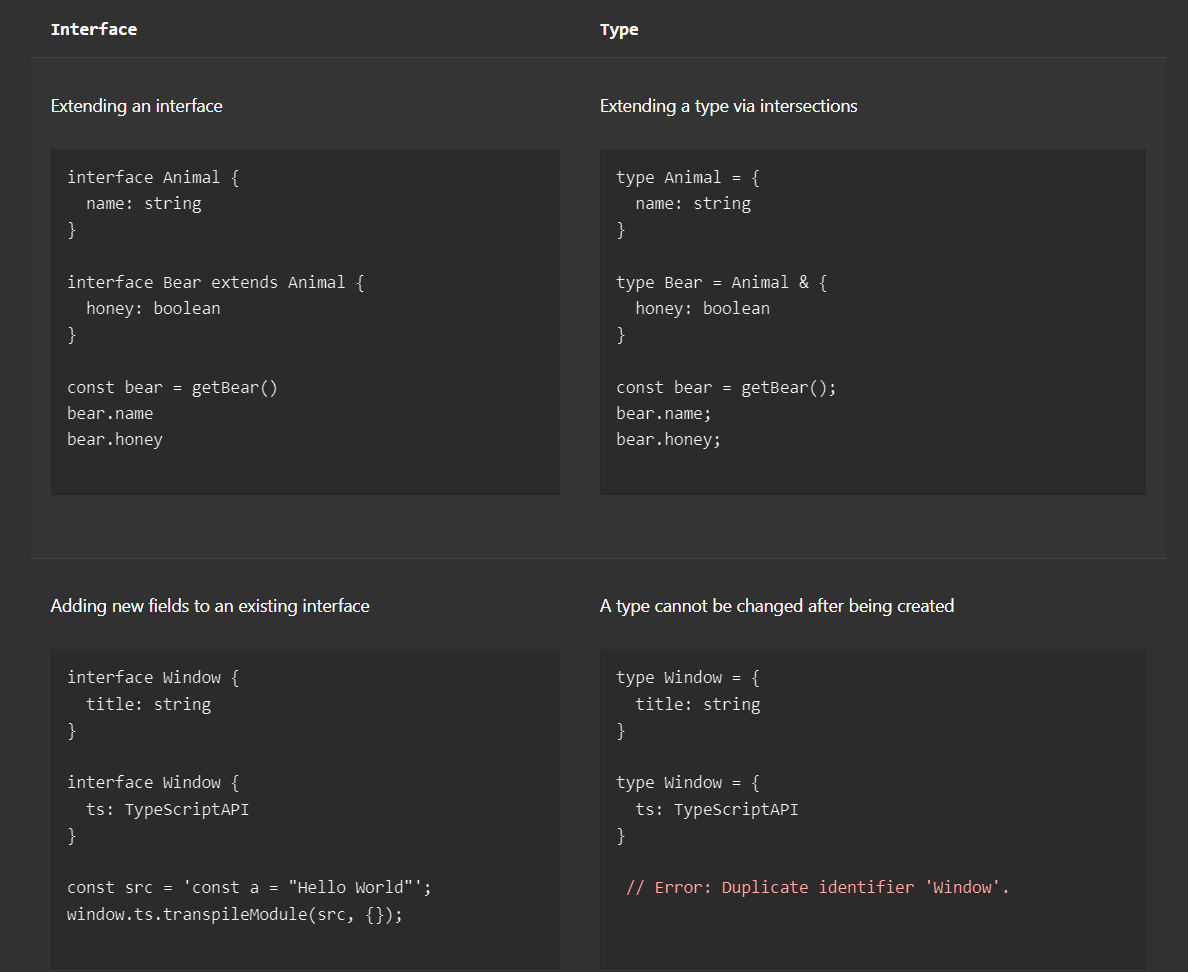 Interface
Type
Extending an interface
interface Animal {
  name: string
}

interface Bear extends Animal {
  honey: boolean
}

const bear = getBear()
bear.name
bear.honey
Extending a type via intersections
type Animal = {
  name: string
}

type Bear = Animal & {
  honey: boolean
}

const bear = getBear();
bear.name;
bear.honey;
Adding new fields to an existing interface
interface Window {
  title: string
}

interface Window {
  ts: TypeScriptAPI
}

const src = 'const a = "Hello World"';
window.ts.transpileModule(src, {});
A type cannot be changed after being created
type Window = {
  title: string
}

type Window = {
  ts: TypeScriptAPI
}

 // Error: Duplicate identifier 'Window'.